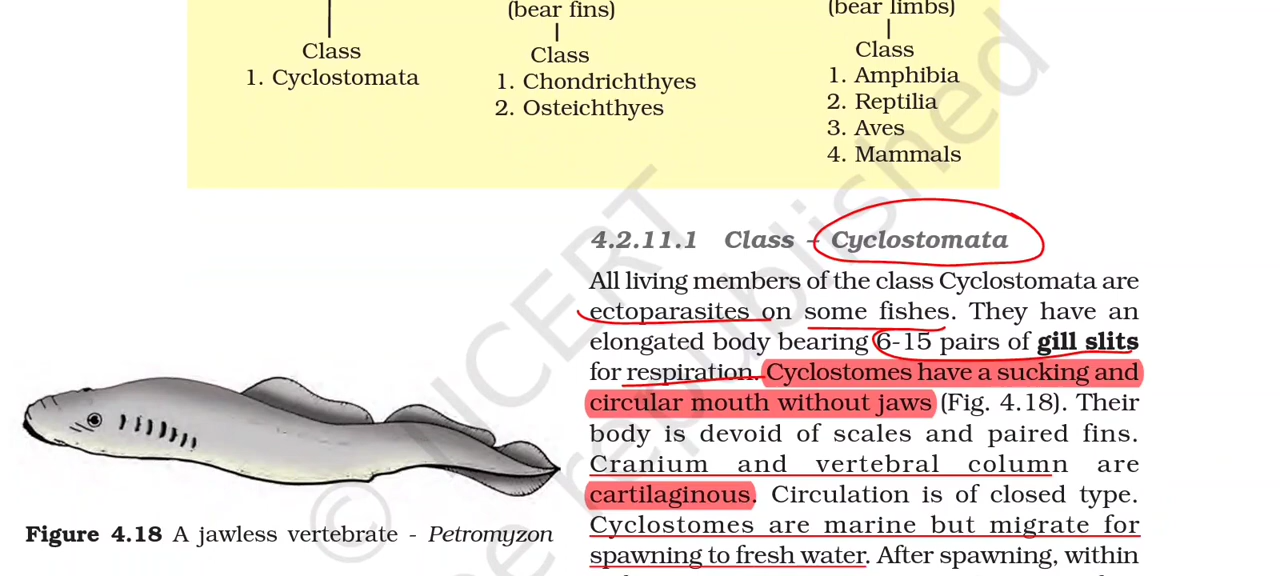 (bear fins)
(bear limbs)
Class
1. Cyclostomata
Class
1. Chondrichthyes
2. Osteichthyes
Class
1. Amphibia
2. Reptilia
3. Aves
4. Mammals
4.2.11.1 Class – Cyclostomata
All living members of the class Cyclostomata are
ectoparasites on some fishes. They have an
elongated body bearing 6-15 pairs of gill slits
for respiration. Cyclostomes have a sucking and
circular mouth without jaws (Fig. 4.18). Their
body is devoid of scales and paired fins.
Cranium and vertebral column are
cartilaginous. Circulation is of closed type.
Cyclostomes are marine but migrate for
spawning to fresh water. After spawning, within
Figure 4.18 A jawless vertebrate - Petromyzon
© NCERT
be republished